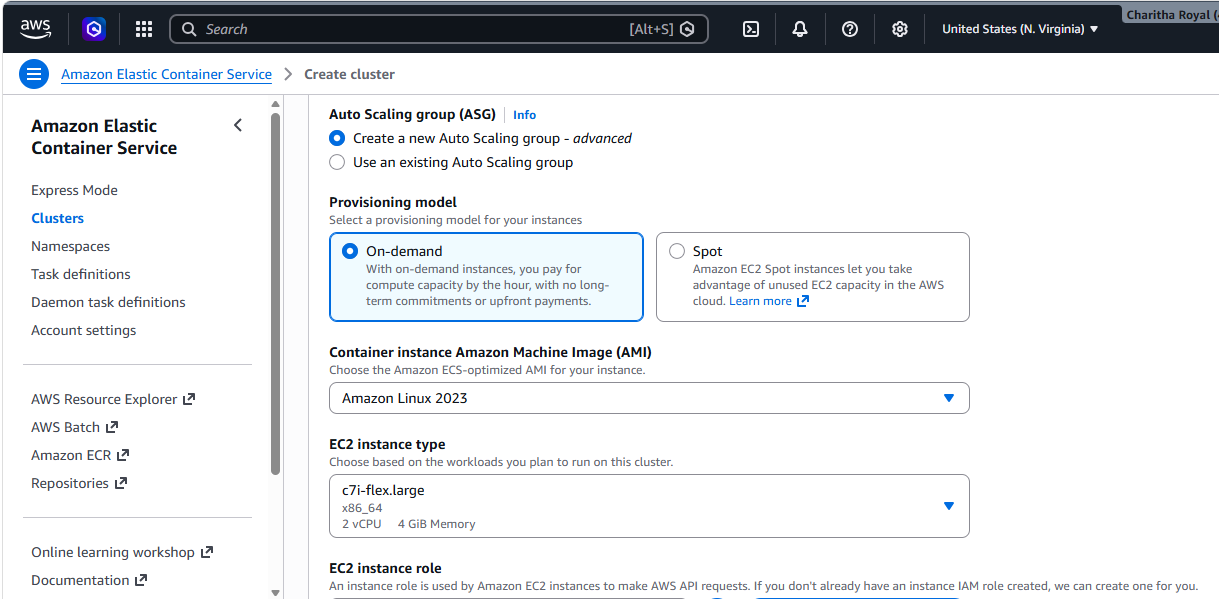 aws
Search
[Alt+S]
United States (N. Virginia)
Charitha Royal (
Amazon Elastic Container Service
Create cluster
Amazon Elastic
Container Service
Express Mode
Clusters
Namespaces
Task definitions
Daemon task definitions
Account settings
AWS Resource Explorer
AWS Batch
Amazon ECR
Repositories
Online learning workshop
Documentation
Auto Scaling group (ASG)
Info
Create a new Auto Scaling group - advanced
Use an existing Auto Scaling group
Provisioning model
Select a provisioning model for your instances
On-demand
With on-demand instances, you pay for
compute capacity by the hour, with no long-
term commitments or upfront payments.
Spot
Amazon EC2 Spot instances let you take
advantage of unused EC2 capacity in the AWS
cloud. Learn more
Container instance Amazon Machine Image (AMI)
Choose the Amazon ECS-optimized AMI for your instance.
Amazon Linux 2023
EC2 instance type
Choose based on the workloads you plan to run on this cluster.
c7i-flex.large
x86_64
2 vCPU 4 GiB Memory
EC2 instance role
An instance role is used by Amazon EC2 instances to make AWS API requests. If you don't already have an instance IAM role created, we can create one for you.